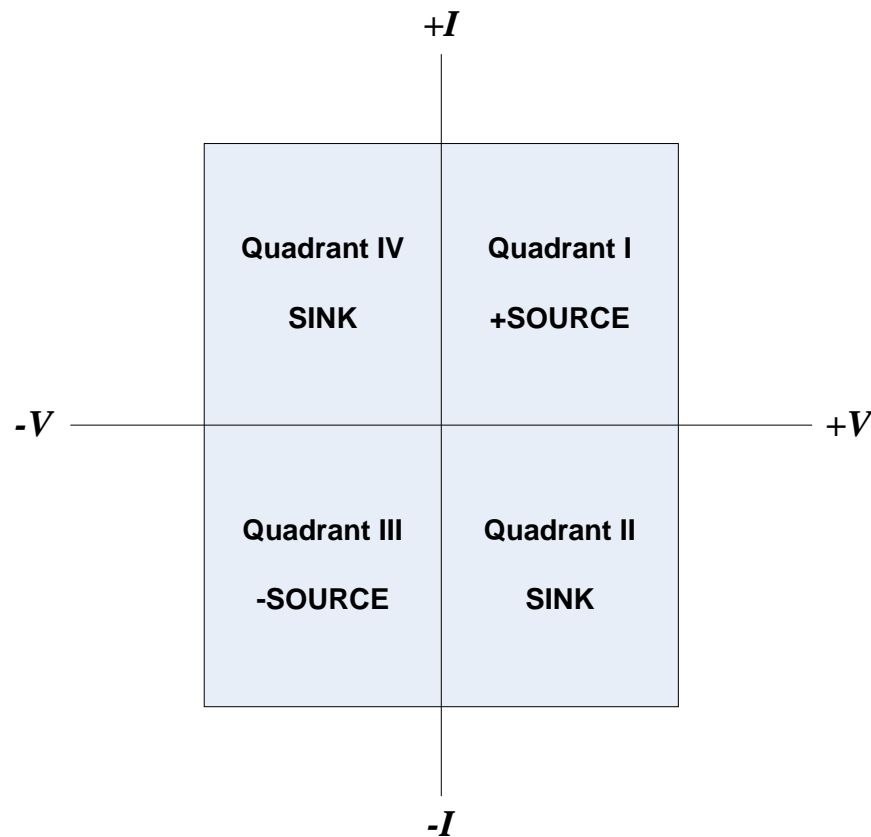 +I
Quadrant IV
SINK
Quadrant I
+SOURCE
-V
+V
Quadrant III
-SOURCE
Quadrant II
SINK
-I